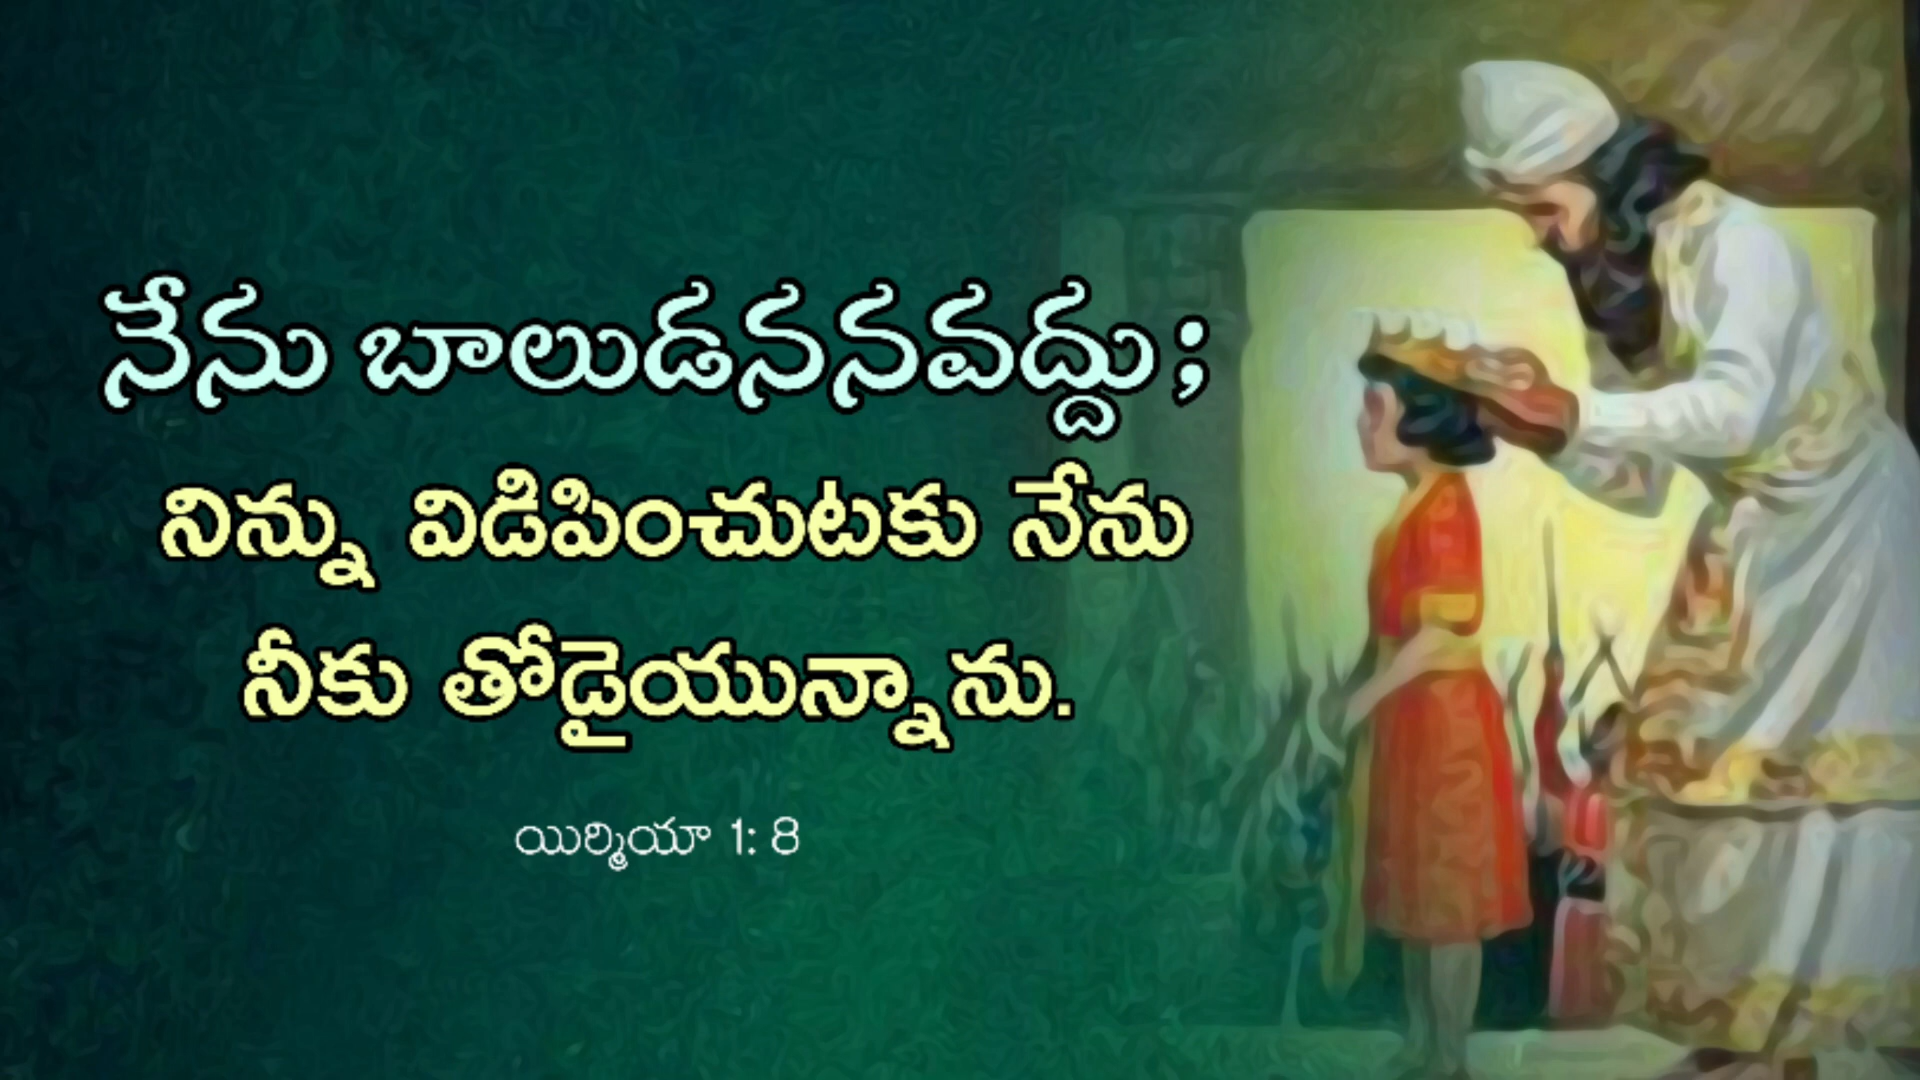 నేను బాలుడననవద్దు;
నిన్ను విడిపించుటకు నేను
నీకు తోడైయున్నాను.
యిర్మియా 1: 8